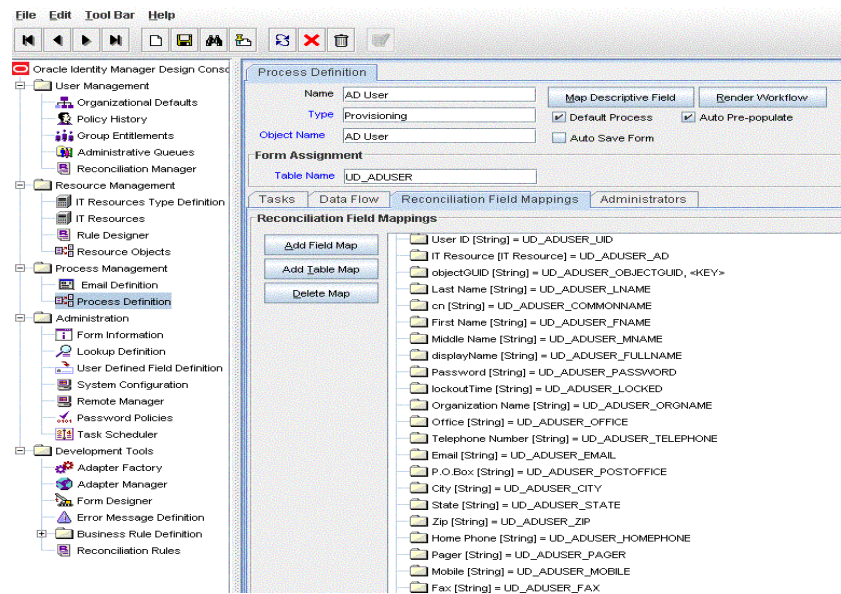 File Edit Tool Bar Help
Oracle Identity Manager Design Consc
User Management
Organizational Defaults
Policy History
Group Entitlements
Administrative Queues
Reconciliation Manager
Resource Management
IT Resources Type Definition
IT Resources
Rule Designer
Resource Objects
Process Management
Email Definition
Process Definition
Administration
Form Information
Lookup Definition
User Defined Field Definition
System Configuration
Remote Manager
Password Policies
Task Scheduler
Development Tools
Adapter Factory
Adapter Manager
Form Designer
Error Message Definition
Business Rule Definition
Reconciliation Rules
Process Definition
Name AD User Map Descriptive Field Render Workflow
Type Provisioning Default Process Auto Pre-populate
Object Name AD User Auto Save Form
Form Assignment
Table Name UD_ADUSER
Tasks Data Flow Reconciliation Field Mappings Administrators
Reconciliation Field Mappings
Add Field Map
Add Table Map
Delete Map
User ID [String] = UD_ADUSER_UID
IT Resource [IT Resource] = UD_ADUSER_AD
objectGUID [String] = UD_ADUSER_OBJECTGUID, <KEY>
Last Name [String] = UD_ADUSER_LNAME
cn [String] = UD_ADUSER_COMMONNAME
First Name [String] = UD_ADUSER_FNAME
Middle Name [String] = UD_ADUSER_MNAME
displayName [String] = UD_ADUSER_FULLNAME
Password [String] = UD_ADUSER_PASSWORD
lockoutTime [String] = UD_ADUSER_LOCKED
Organization Name [String] = UD_ADUSER_ORGNAME
Office [String] = UD_ADUSER_OFFICE
Telephone Number [String] = UD_ADUSER_TELEPHONE
Email [String] = UD_ADUSER_EMAIL
P.O.Box [String] = UD_ADUSER_POSTOFFICE
City [String] = UD_ADUSER_CITY
State [String] = UD_ADUSER_STATE
Zip [String] = UD_ADUSER_ZIP
Home Phone [String] = UD_ADUSER_HOMEPHONE
Pager [String] = UD_ADUSER_PAGER
Mobile [String] = UD_ADUSER_MOBILE
Fax [String] = UD_ADUSER_FAX